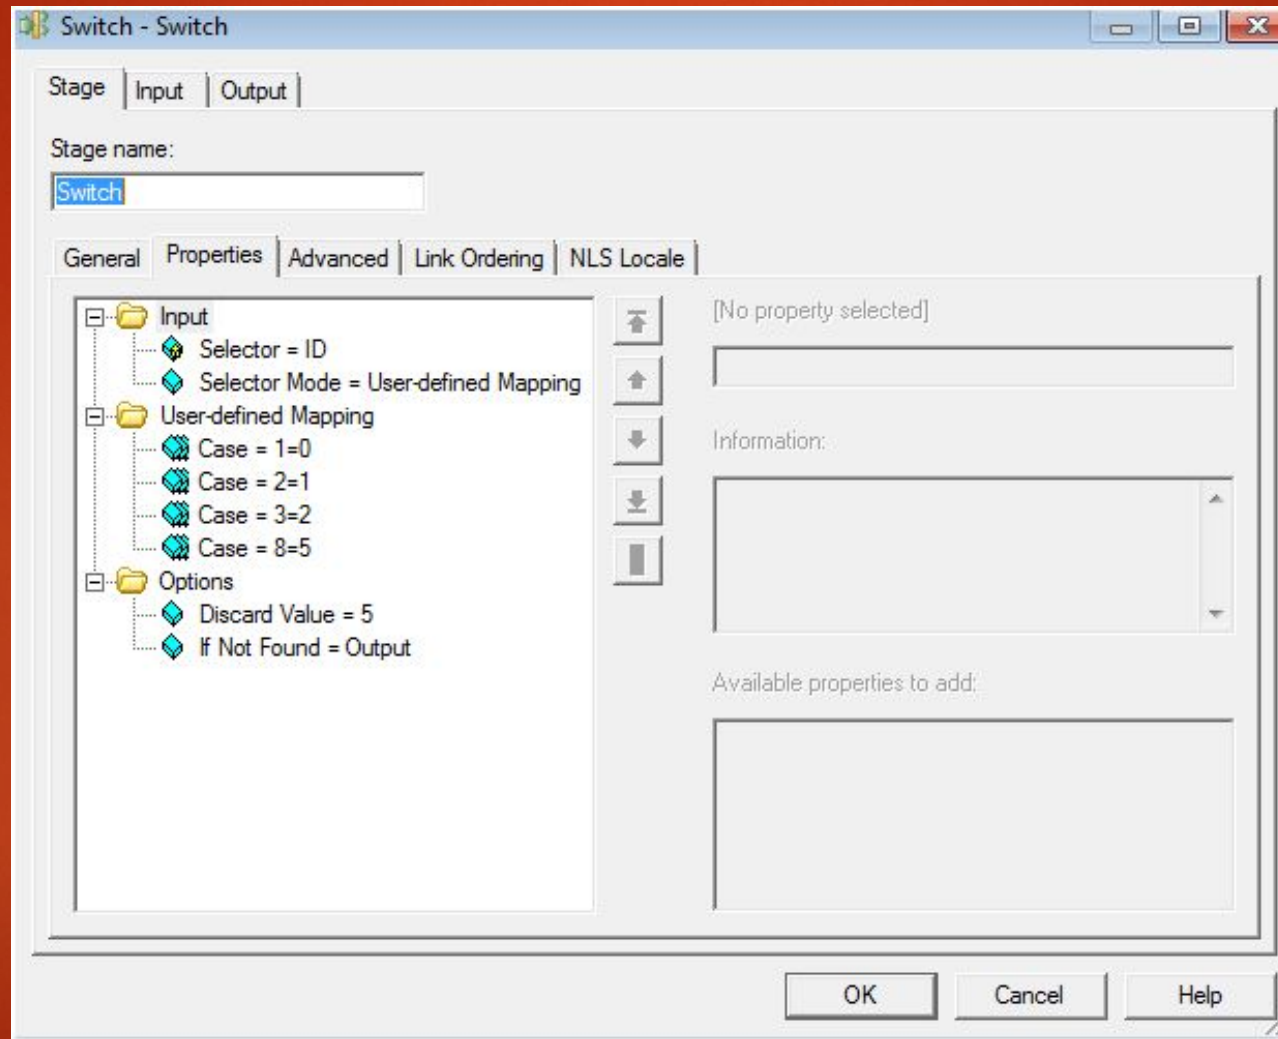 Switch - Switch
Stage Input Output
Stage name:
Switch
General Properties Advanced Link Ordering NLS Locale
Input
Selector = ID
Selector Mode = User-defined Mapping
User-defined Mapping
Case = 1=0
Case = 2=1
Case = 3=2
Case = 8=5
Options
Discard Value = 5
If Not Found = Output
[No property selected]
Information:
Available properties to add:
OK Cancel Help